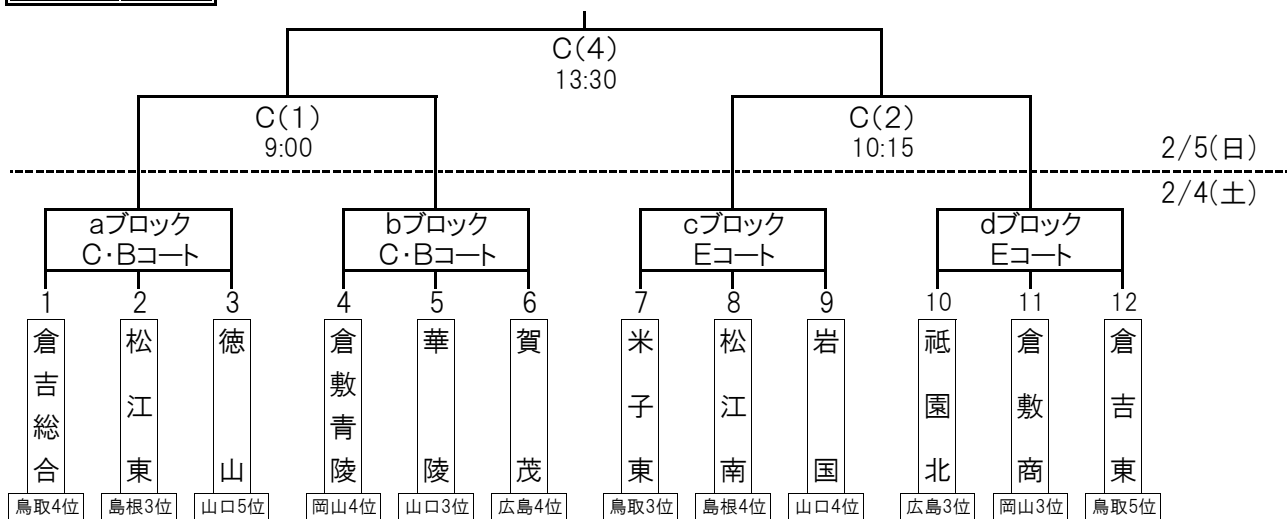 C(4)
13:30
C(1)
9:00
C(2)
10:15
2/5(日)
2/4(土)
aブロック
C・Bコート
bブロック
C・Bコート
cブロック
Eコート
dブロック
Eコート
1 2 3 4 5 6 7 8 9 10 11 12
倉吉総合
松江東
徳山
倉敷青陵
華陵
賀茂
米子東
松江南
岩国
祇園北
倉敷商
倉吉東
鳥取4位 島根3位 山口5位 岡山4位 山口3位 広島4位 鳥取3位 島根4位 山口4位 広島3位 岡山3位 鳥取5位